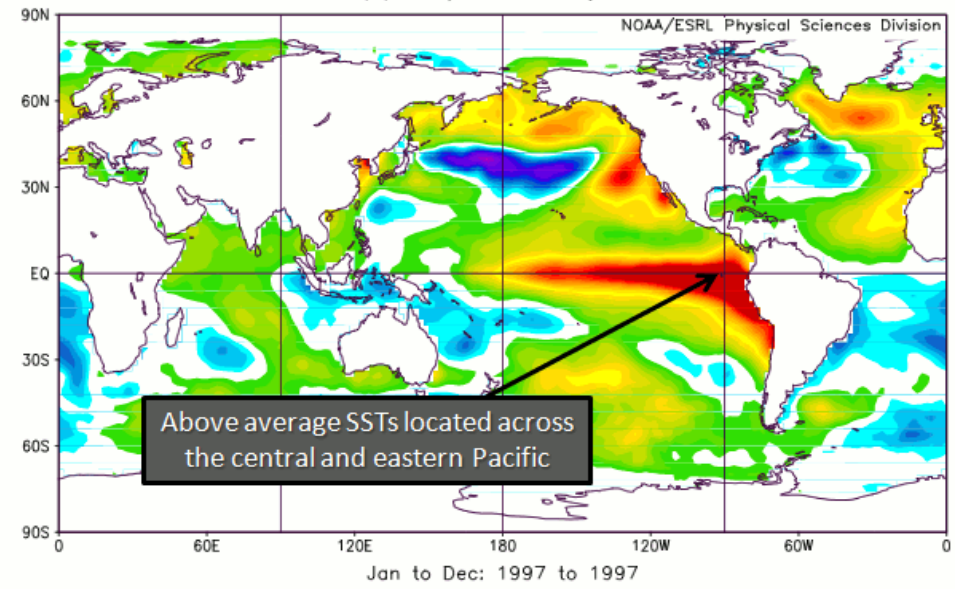 NOAA/ESRL Physical Sciences Division
90N
60N
30N
EQ
30S
60S
90S
Above average SSTs located across
the central and eastern Pacific
0 60E 120E 180 120W 60W 0
Jan to Dec: 1997 to 1997